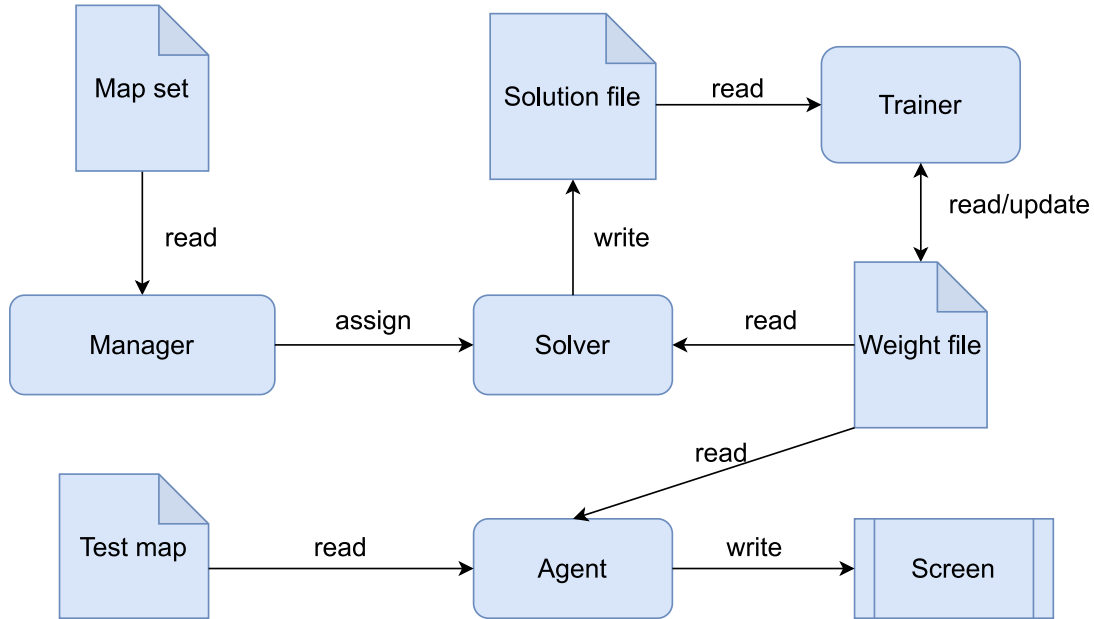 Map set
Solution file
read
Trainer
read
write
read/update
Manager
assign
Solver
read
Weight file
read
Test map
read
Agent
write
Screen